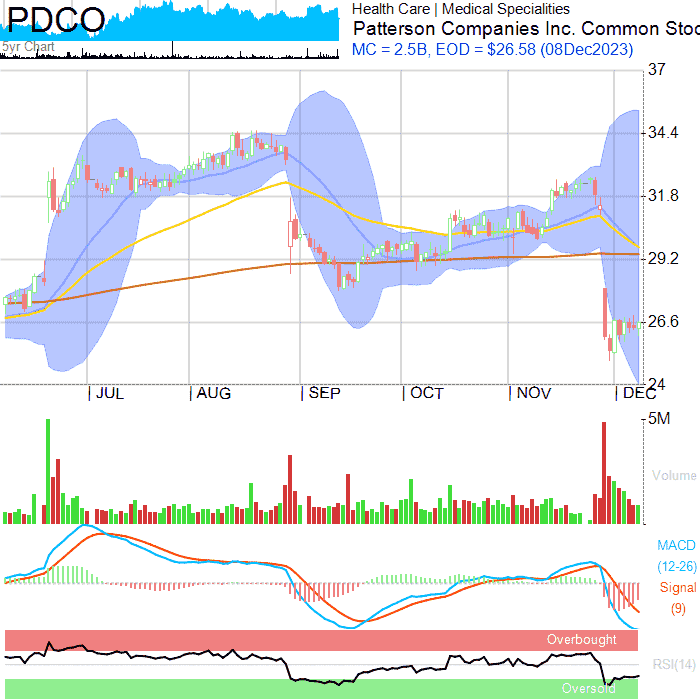 PDCO
5yr Chart
Health Care | Medical Specialities
Patterson Companies Inc. Common Stoc
MC = 2.5B, EOD = $26.58 (08Dec2023)
37
34.4
31.8
29.2
26.6
24
JUL
AUG
SEP
OCT
NOV
DEC
5M
Volume
MACD
(12-26)
Signal
(9)
Overbought
RSI(14)
Oversold